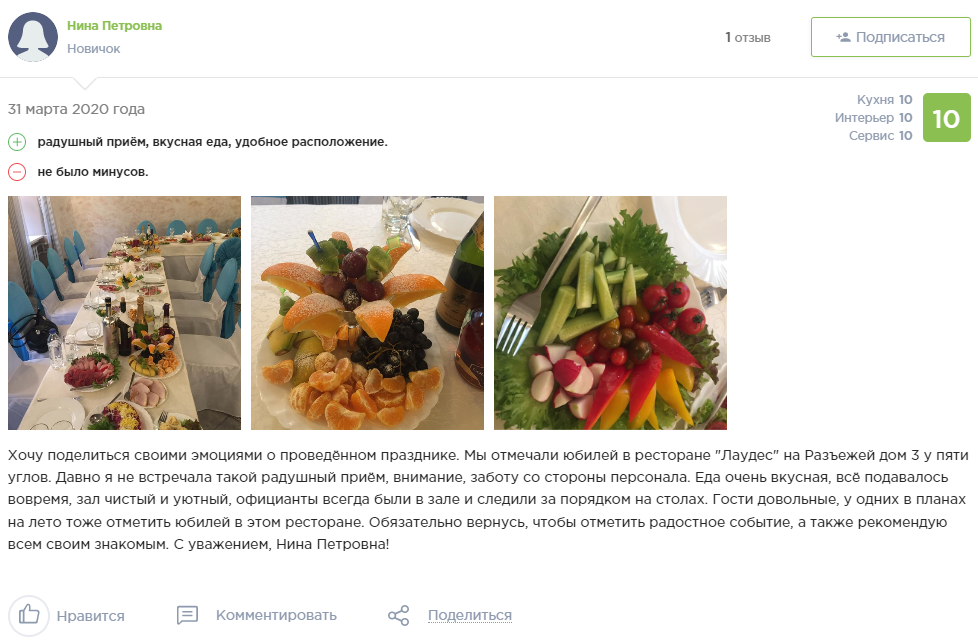 Нина Петровна
Новичок
1 отзыв
Подписаться
31 марта 2020 года
Кухня 10
Интерьер 10
Сервис 10
10
радушный приём, вкусная еда, удобное расположение.
не было минусов.
Хочу поделиться своими эмоциями о проведённом празднике. Мы отмечали юбилей в ресторане "Лаудес" на Разъежей дом 3 у пяти
углов. Давно я не встречала такой радушный приём, внимание, заботу со стороны персонала. Еда очень вкусная, всё подавалось
вовремя, зал чистый и уютный, официанты всегда были в зале и следили за порядком на столах. Гости довольные, у одних в планах
на лето тоже отметить юбилей в этом ресторане. Обязательно вернусь, чтобы отметить радостное событие, а также рекомендую
всем своим знакомым. С уважением, Нина Петровна!
Нравится
Комментировать
Поделиться